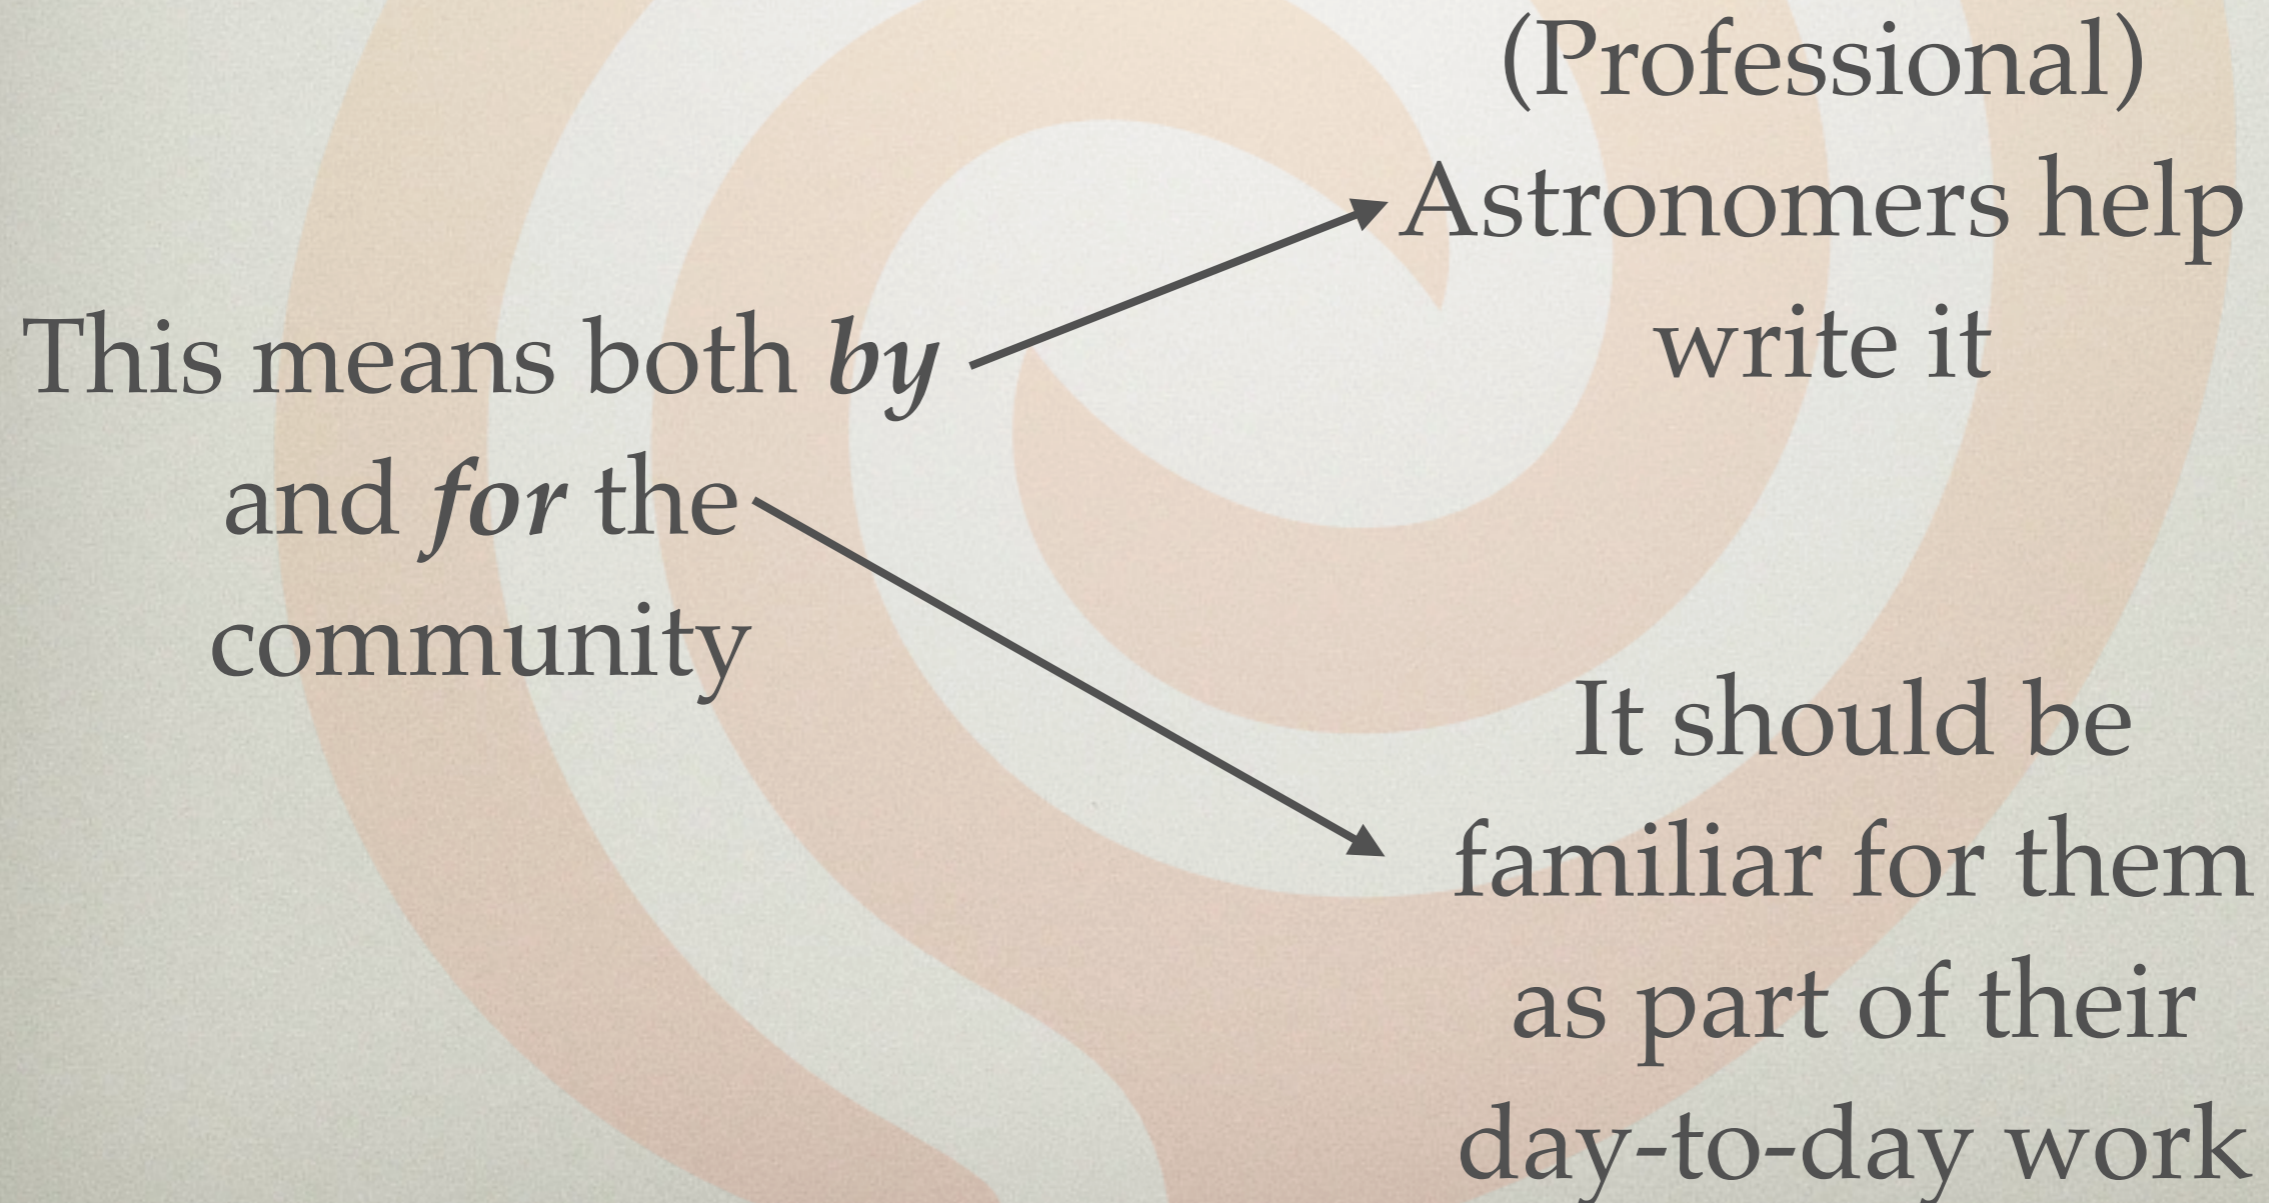 This means both by
and for the
community
(Professional)
Astronomers help
write it
It should be
familiar for them
as part of their
day-to-day work